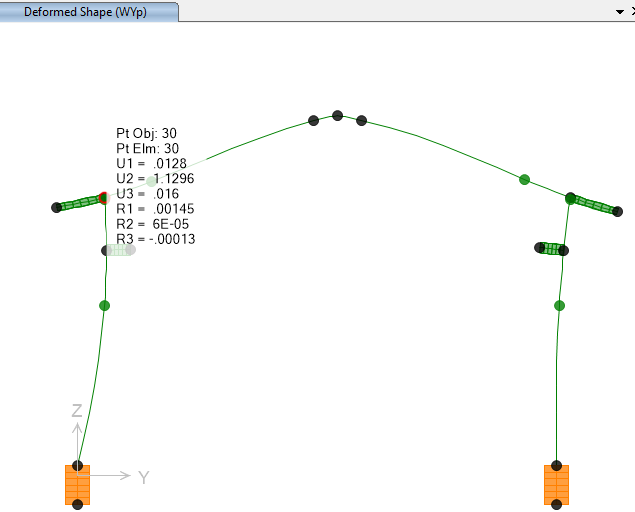 Deformed Shape (WYp)
Pt Obj: 30
Pt Elm: 30
U1 = .0128
U2 = 1.1296
U3 = .016
R1 = .00145
R2 = 6E-05
R3 = -.00013
Z
Y